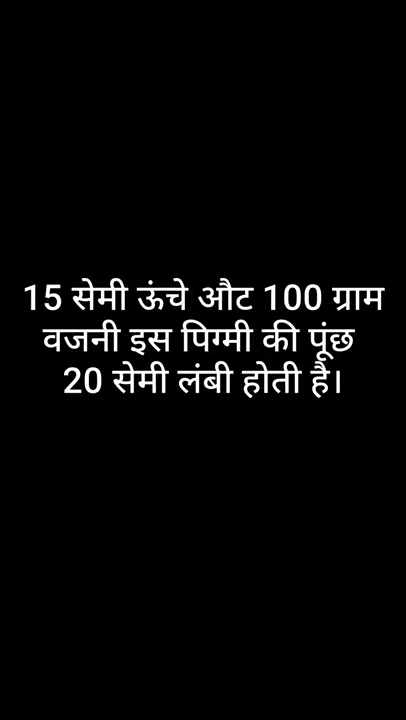 15 सेमी ऊंचे औट 100 ग्राम
वजनी इस पिग्मी की पूंछ
20 सेमी लंबी होती है।